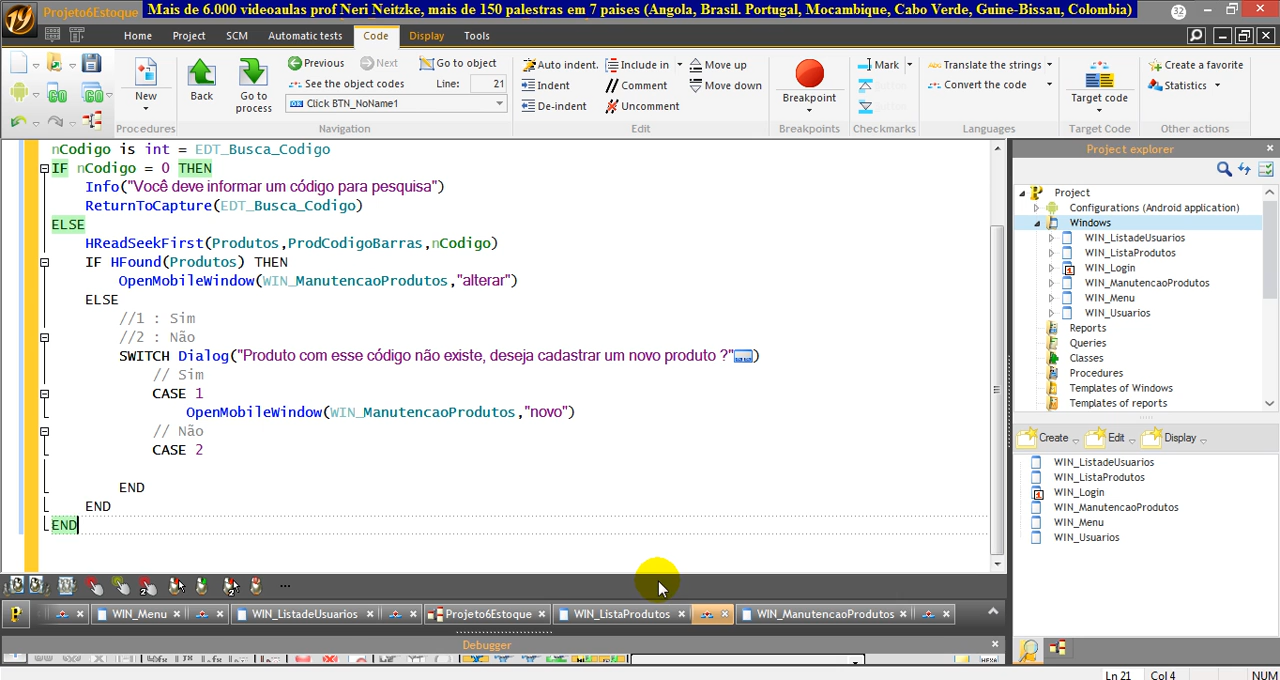 Projeto6Estoque
Mais de 6.000 videoaulas prof Neri Neitzke, mais de 150 palestras em 7 paises (Angola, Brasil. Portugal, Mocambique, Cabo Verde, Guine-Bissau, Colombia)
32
Home Project SCM Automatic tests Code Display Tools
Previous Next Go to object
See the object codes Line: 21
Click BTN_NoName1
New Back Go to process
Auto indent. Include in Move up
Indent // Comment Move down
De-indent Uncomment
Breakpoint
Mark
Translate the strings
Convert the code
Target code
Create a favorite
Statistics
Procedures Navigation Edit Breakpoints Checkmarks Languages Target Code Other actions
nCodigo is int = EDT_Busca_Codigo
IF nCodigo = 0 THEN
Info("Você deve informar um código para pesquisa")
ReturnToCapture(EDT_Busca_Codigo)
ELSE
HReadSeekFirst(Produtos,ProdCodigoBarras,nCodigo)
IF HFound(Produtos) THEN
OpenMobileWindow(WIN_ManutencaoProdutos,"alterar")
ELSE
//1 : Sim
//2 : Não
SWITCH Dialog("Produto com esse código não existe, deseja cadastrar um novo produto ?")
// Sim
CASE 1
OpenMobileWindow(WIN_ManutencaoProdutos,"novo")
// Não
CASE 2
END
END
END
Project explorer
Project
Configurations (Android application)
Windows
WIN_ListadeUsuarios
WIN_ListaProdutos
WIN_Login
WIN_ManutencaoProdutos
WIN_Menu
WIN_Usuarios
Reports
Queries
Classes
Procedures
Templates of Windows
Templates of reports
Create Edit Display
WIN_ListadeUsuarios
WIN_ListaProdutos
WIN_Login
WIN_ManutencaoProdutos
WIN_Menu
WIN_Usuarios
WIN_Menu WIN_ListadeUsuarios Projeto6Estoque WIN_ListaProdutos WIN_ManutencaoProdutos
Debugger
Ln 21 Col 4 NUM